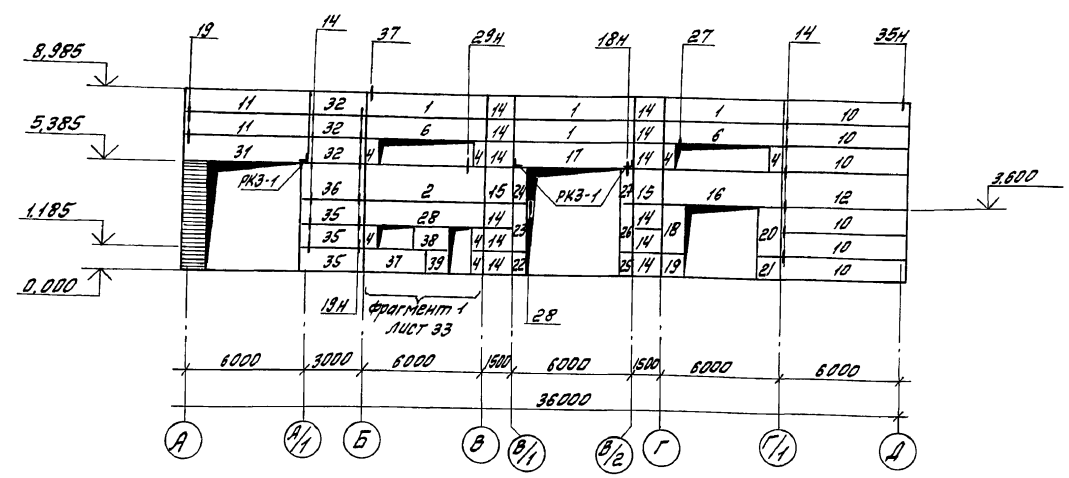 19 14 37 29н 18н 27 14 35н
8,985
11 32 1 14 1 14 1 10
5,385
11 32 6 14 1 14 6 10
31 32 4 4 14 17 14 4 4 10
РКЗ-1 РКЗ-1
3.600
36 2 15 24 27 15 16 12
1.185
35 28 14 23 26 14 18 20 10
35 4 38 4 14 14 10
0,000
35 37 39 4 14 22 25 14 19 21 10
19н
фрагмент 1
лист 33
28
6000 3000 6000 1500 6000 1500 6000 6000
36000
А А/1 Б В В/1 В/2 Г Г/1 Д